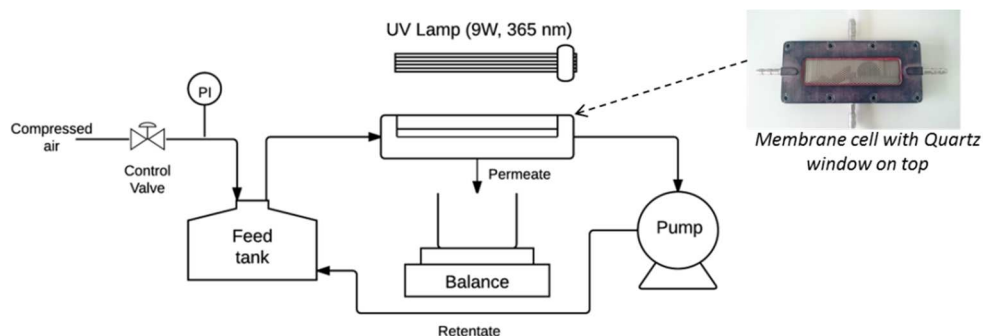 UV Lamp (9W, 365 nm)
PI
Compressed
air
Control
Valve
Membrane cell with Quartz
window on top
Permeate
Feed
tank
Pump
Balance
Retentate